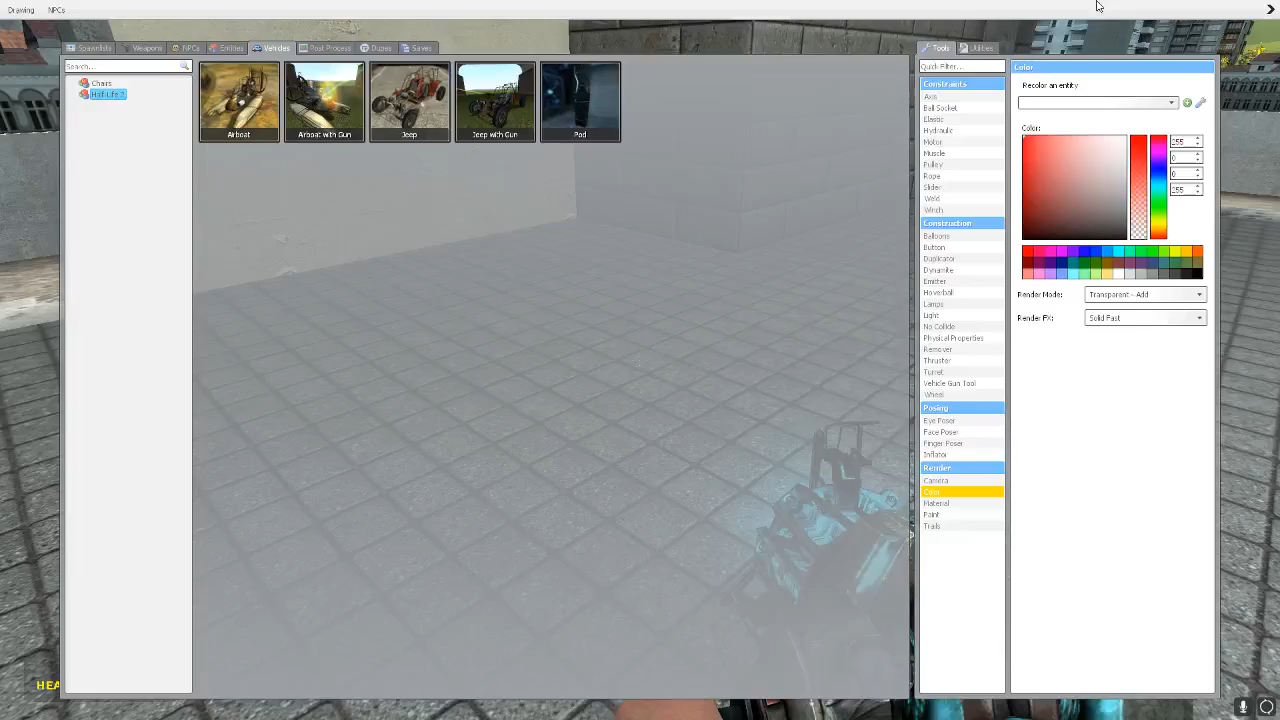 Drawing NPCs
Spawnlists Weapons NPCs Entities Vehicles Post Process Dupes Saves
Search...
Chairs
Half-Life 2
Airboat
Airboat with Gun
Jeep
Jeep with Gun
Pod
HEA
Tools Utilities
Quick Filter...
Constraints
Axis
Ball Socket
Elastic
Hydraulic
Motor
Muscle
Pulley
Rope
Slider
Weld
Winch
Construction
Balloons
Button
Duplicator
Dynamite
Emitter
Hoverball
Lamps
Light
No Collide
Physical Properties
Remover
Thruster
Turret
Vehicle Gun Tool
Wheel
Posing
Eye Poser
Face Poser
Finger Poser
Inflator
Render
Camera
Color
Material
Paint
Trails
Color
Recolor an entity
Color:
255
0
0
255
Render Mode: Transparent - Add
Render FX: Solid Fast